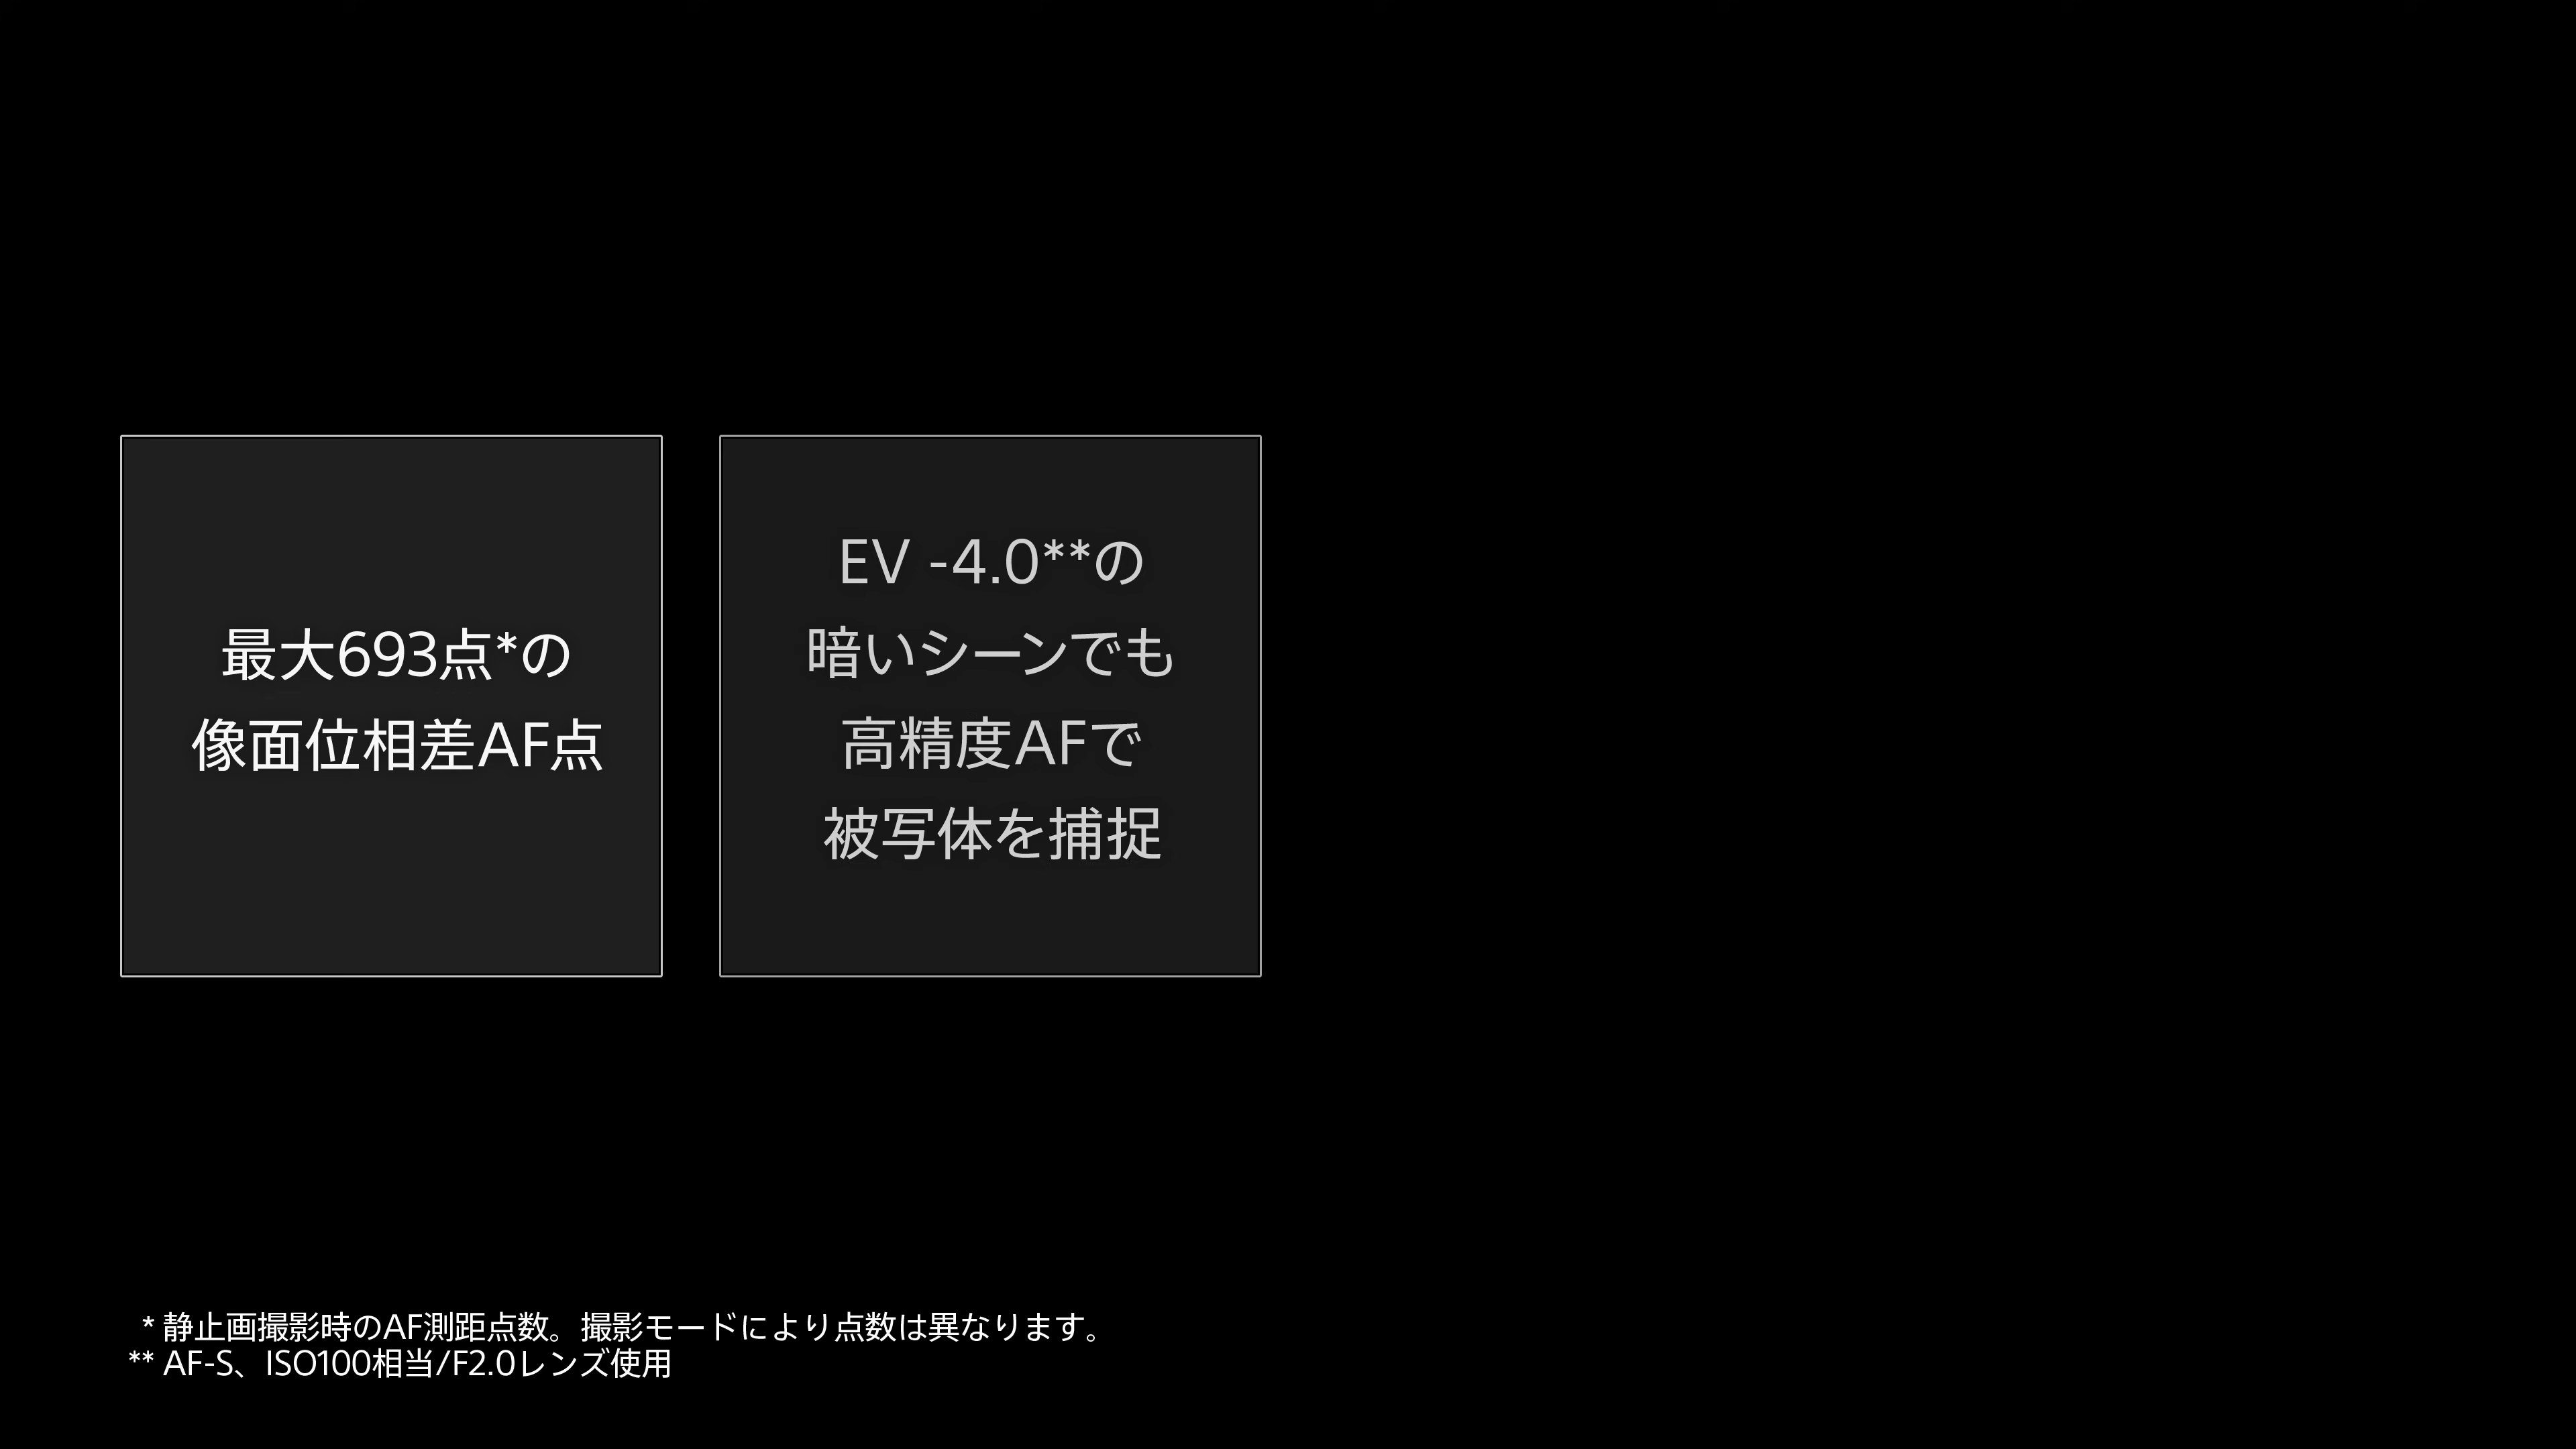 最大693点*の
像面位相差AF点
EV -4.0**の
暗いシーンでも
高精度AFで
被写体を捕捉
* 静止画撮影時のAF測距点数。撮影モードにより点数は異なります。
** AF-S、ISO100相当/F2.0レンズ使用